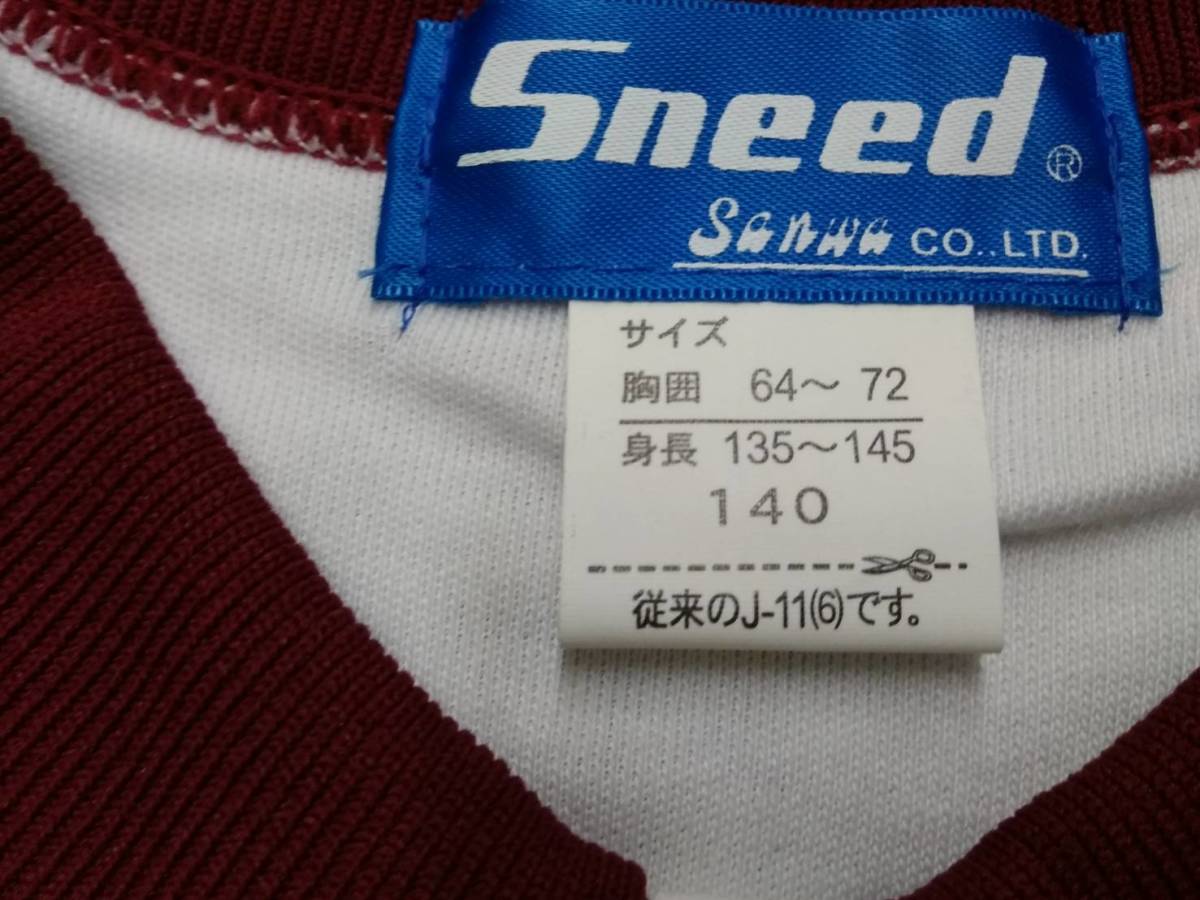 Sneed ®
Sanwa CO.,LTD.
サイズ
胸囲 64～72
身長 135～145
140
従来のJ-11(6)です。